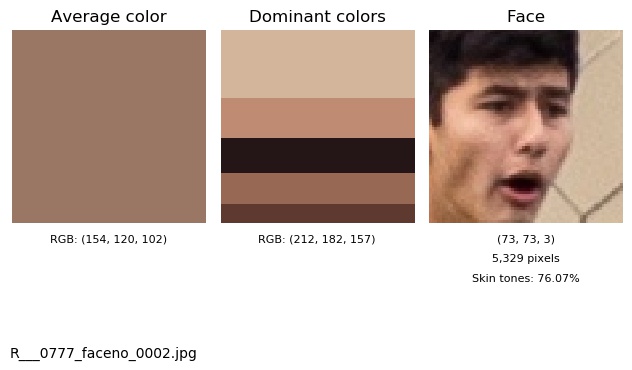 Average color
Dominant colors
Face
RGB: (154, 120, 102)
RGB: (212, 182, 157)
(73, 73, 3)
5,329 pixels
Skin tones: 76.07%
R___0777_faceno_0002.jpg